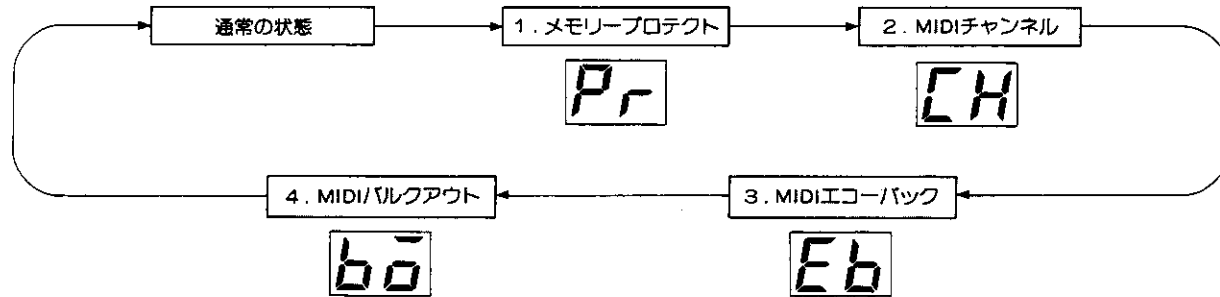 通常の状態
1．メモリープロテクト
2．MIDIチャンネル
Pr
CH
3．MIDIエコーバック
4．MIDIバルクアウト
Eb
bo